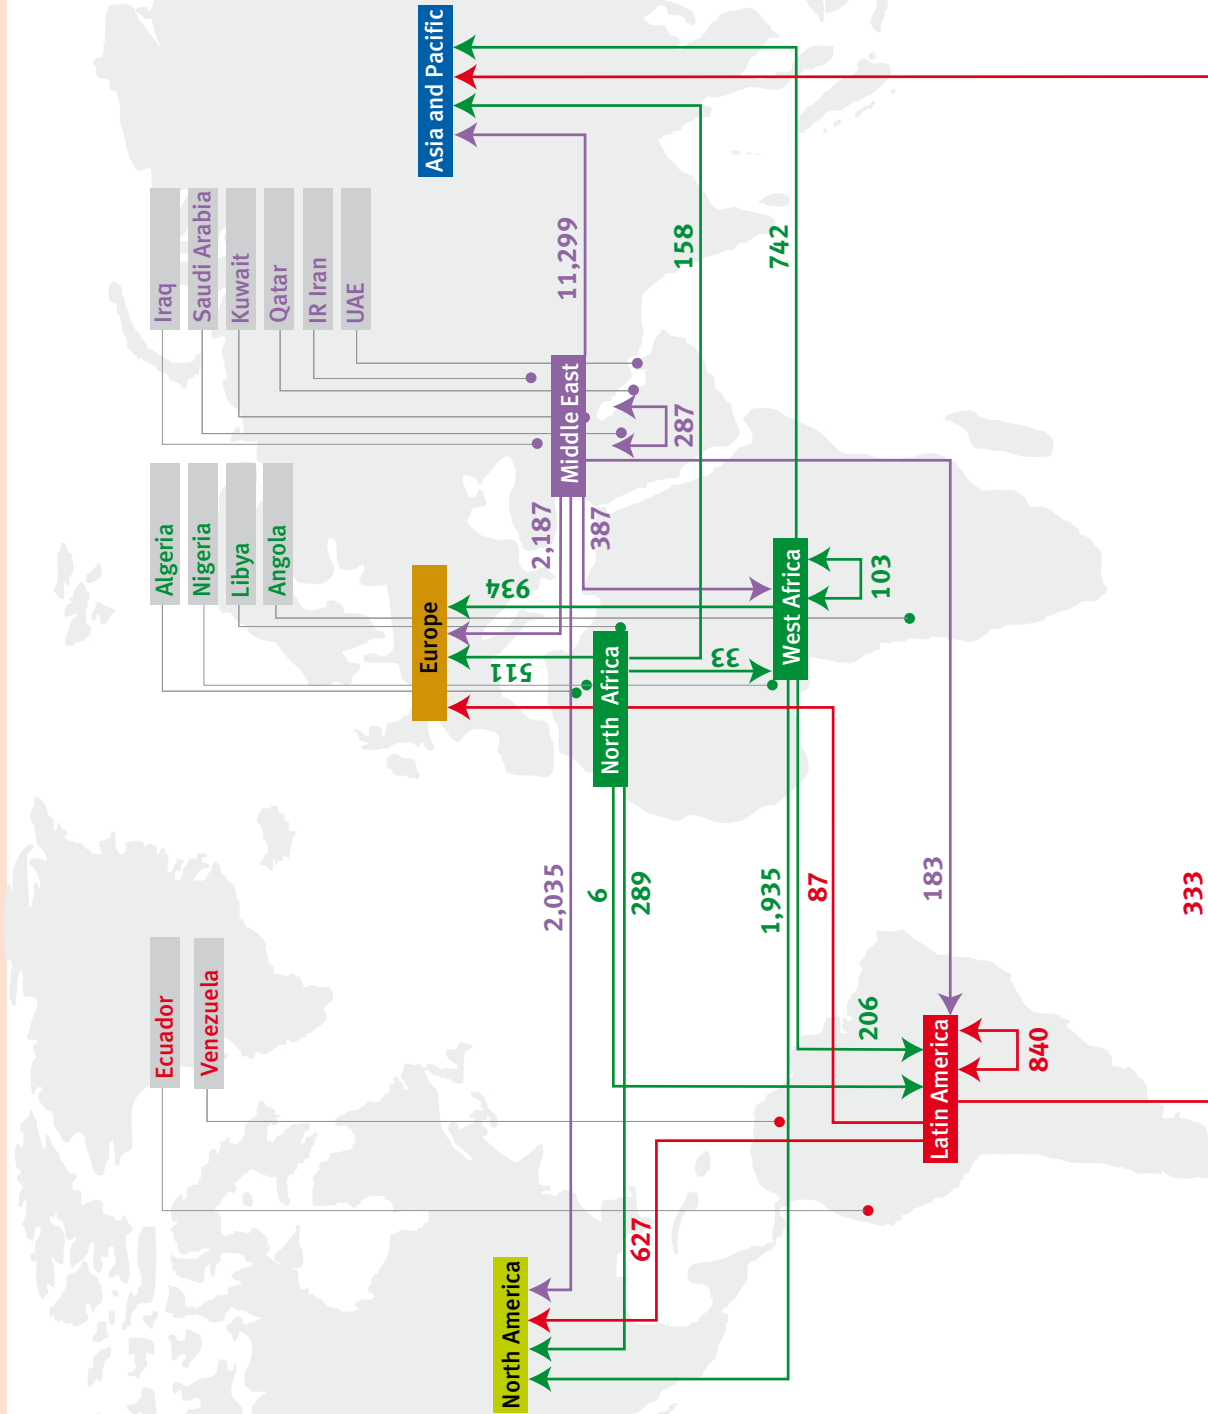 Ecuador
Venezuela
Algeria
Nigeria
Libya
Angola
Iraq
Saudi Arabia
Kuwait
Qatar
IR Iran
UAE
North America
Europe
Asia and Pacific
Middle East
North Africa
West Africa
Latin America
2,035
6
289
627
1,935
87
206
183
840
333
511
934
2,187
387
33
103
287
11,299
158
742